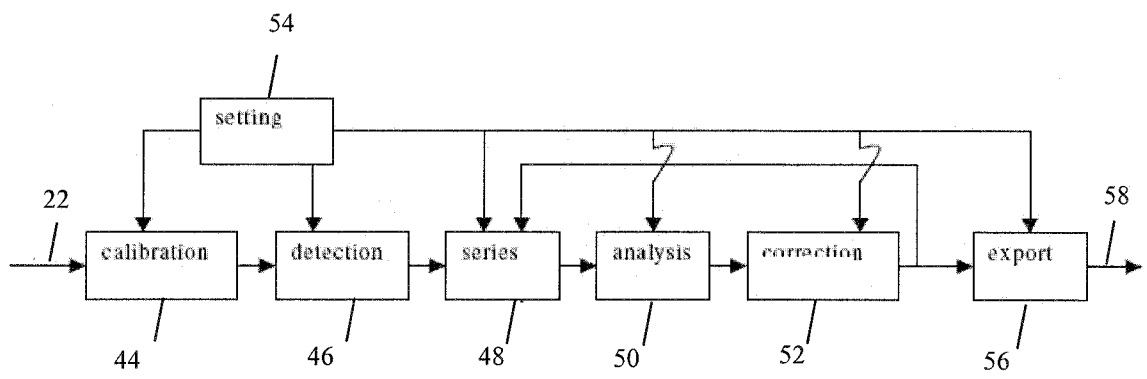 54
setting
22
58
calibration
detection
series
analysis
correction
export
44
46
48
50
52
56